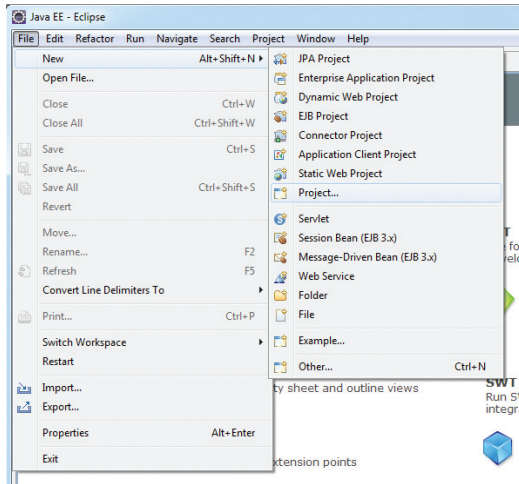 Java EE - Eclipse
File Edit Refactor Run Navigate Search Project Window Help
New Alt+Shift+N
Open File...
Close Ctrl+W
Close All Ctrl+Shift+W
Save Ctrl+S
Save As...
Save All Ctrl+Shift+S
Revert
Move...
Rename... F2
Refresh F5
Convert Line Delimiters To
Print... Ctrl+P
Switch Workspace
Restart
Import...
Export...
Properties Alt+Enter
Exit
JPA Project
Enterprise Application Project
Dynamic Web Project
EJB Project
Connector Project
Application Client Project
Static Web Project
Project...
Servlet
Session Bean (EJB 3.x)
Message-Driven Bean (EJB 3.x)
Web Service
Folder
File
Example...
Other... Ctrl+N
sheet and outline views
points
SWT
Run